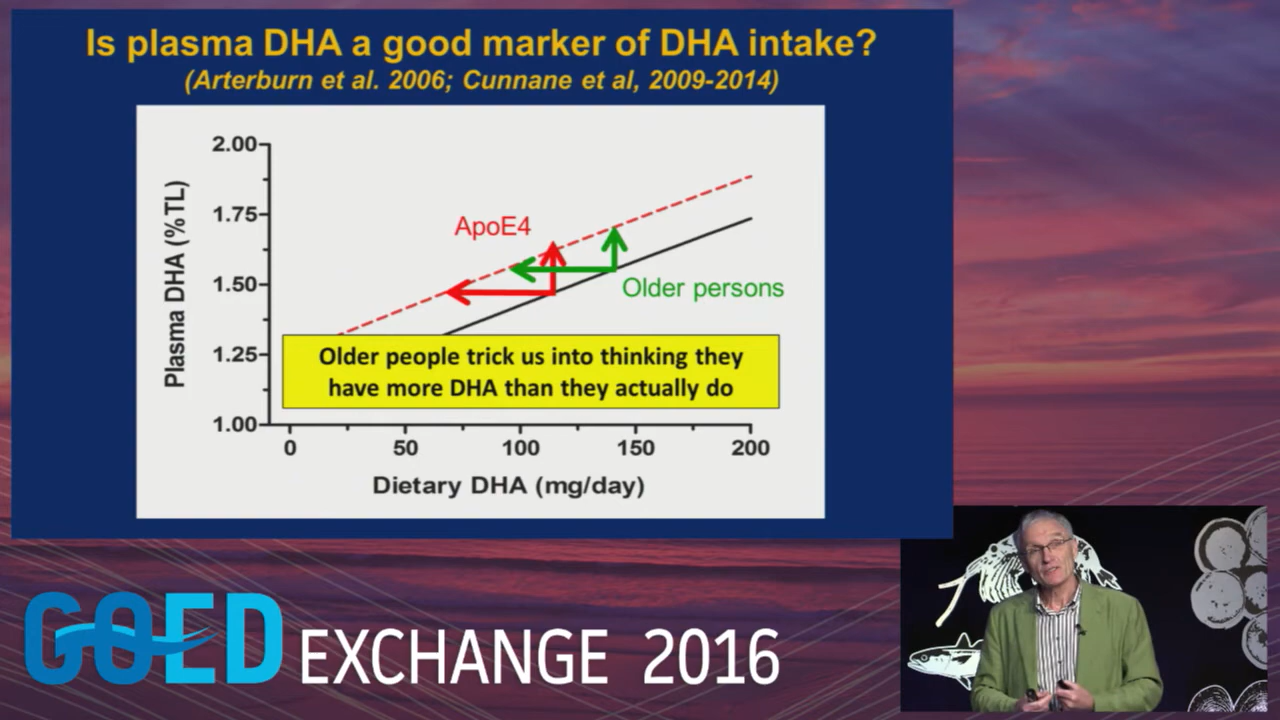 Is plasma DHA a good marker of DHA intake?
(Arterburn et al. 2006; Cunnane et al, 2009-2014)
Plasma DHA (%TL)
2.00
1.75
1.50
1.25
1.00
ApoE4
Older persons
Older people trick us into thinking they
have more DHA than they actually do
0 50 100 150 200
Dietary DHA (mg/day)
GOED EXCHANGE 2016